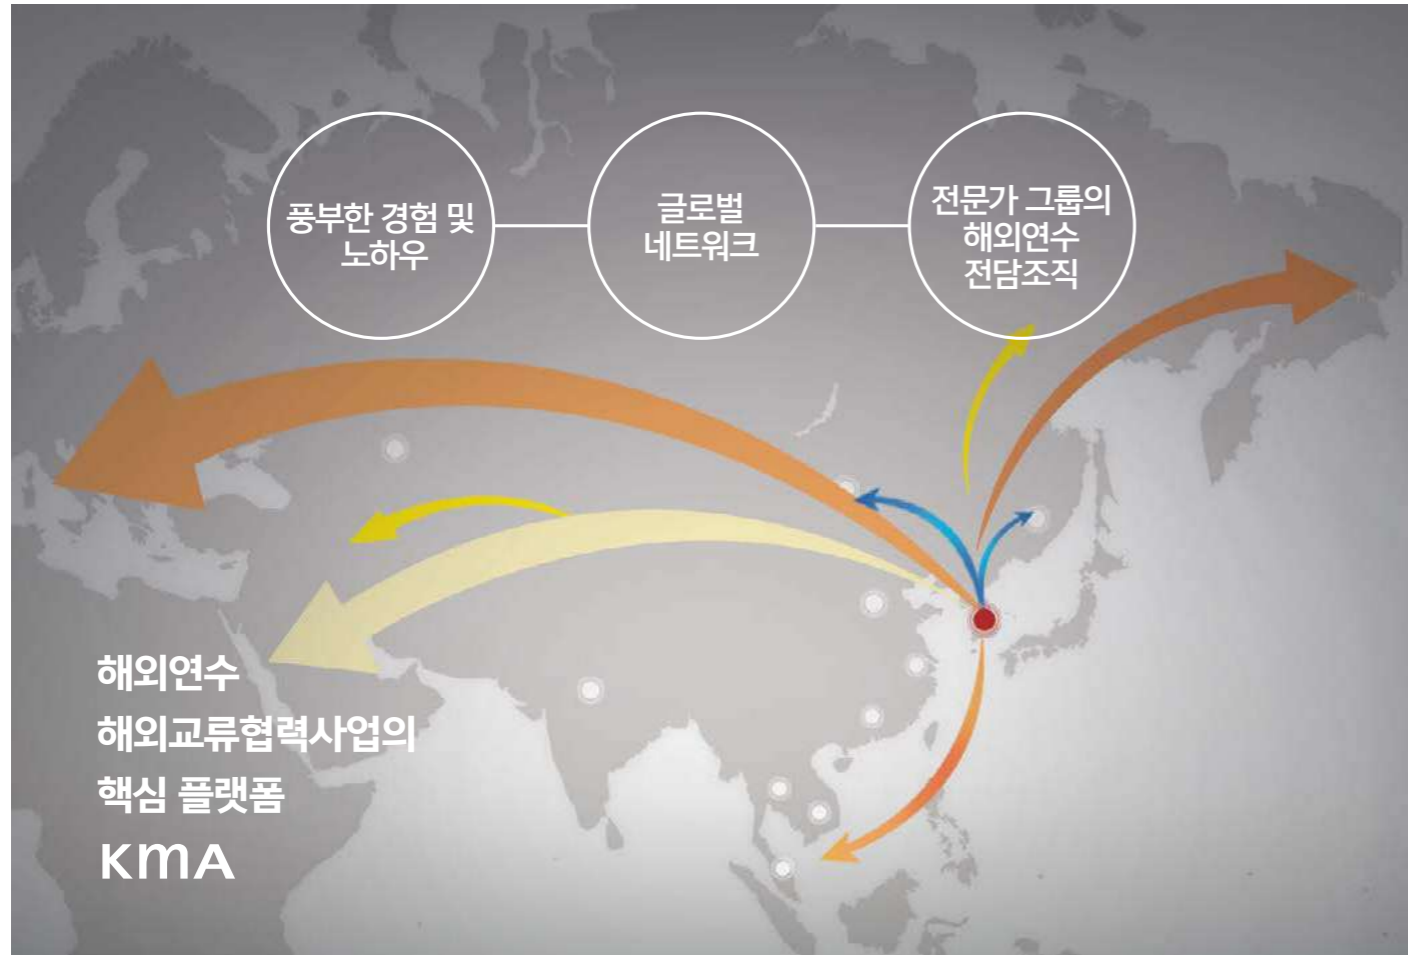 풍부한 경험 및
노하우
글로벌
네트워크
전문가 그룹의
해외연수
전담조직
해외연수
해외교류협력사업의
핵심 플랫폼
KMA